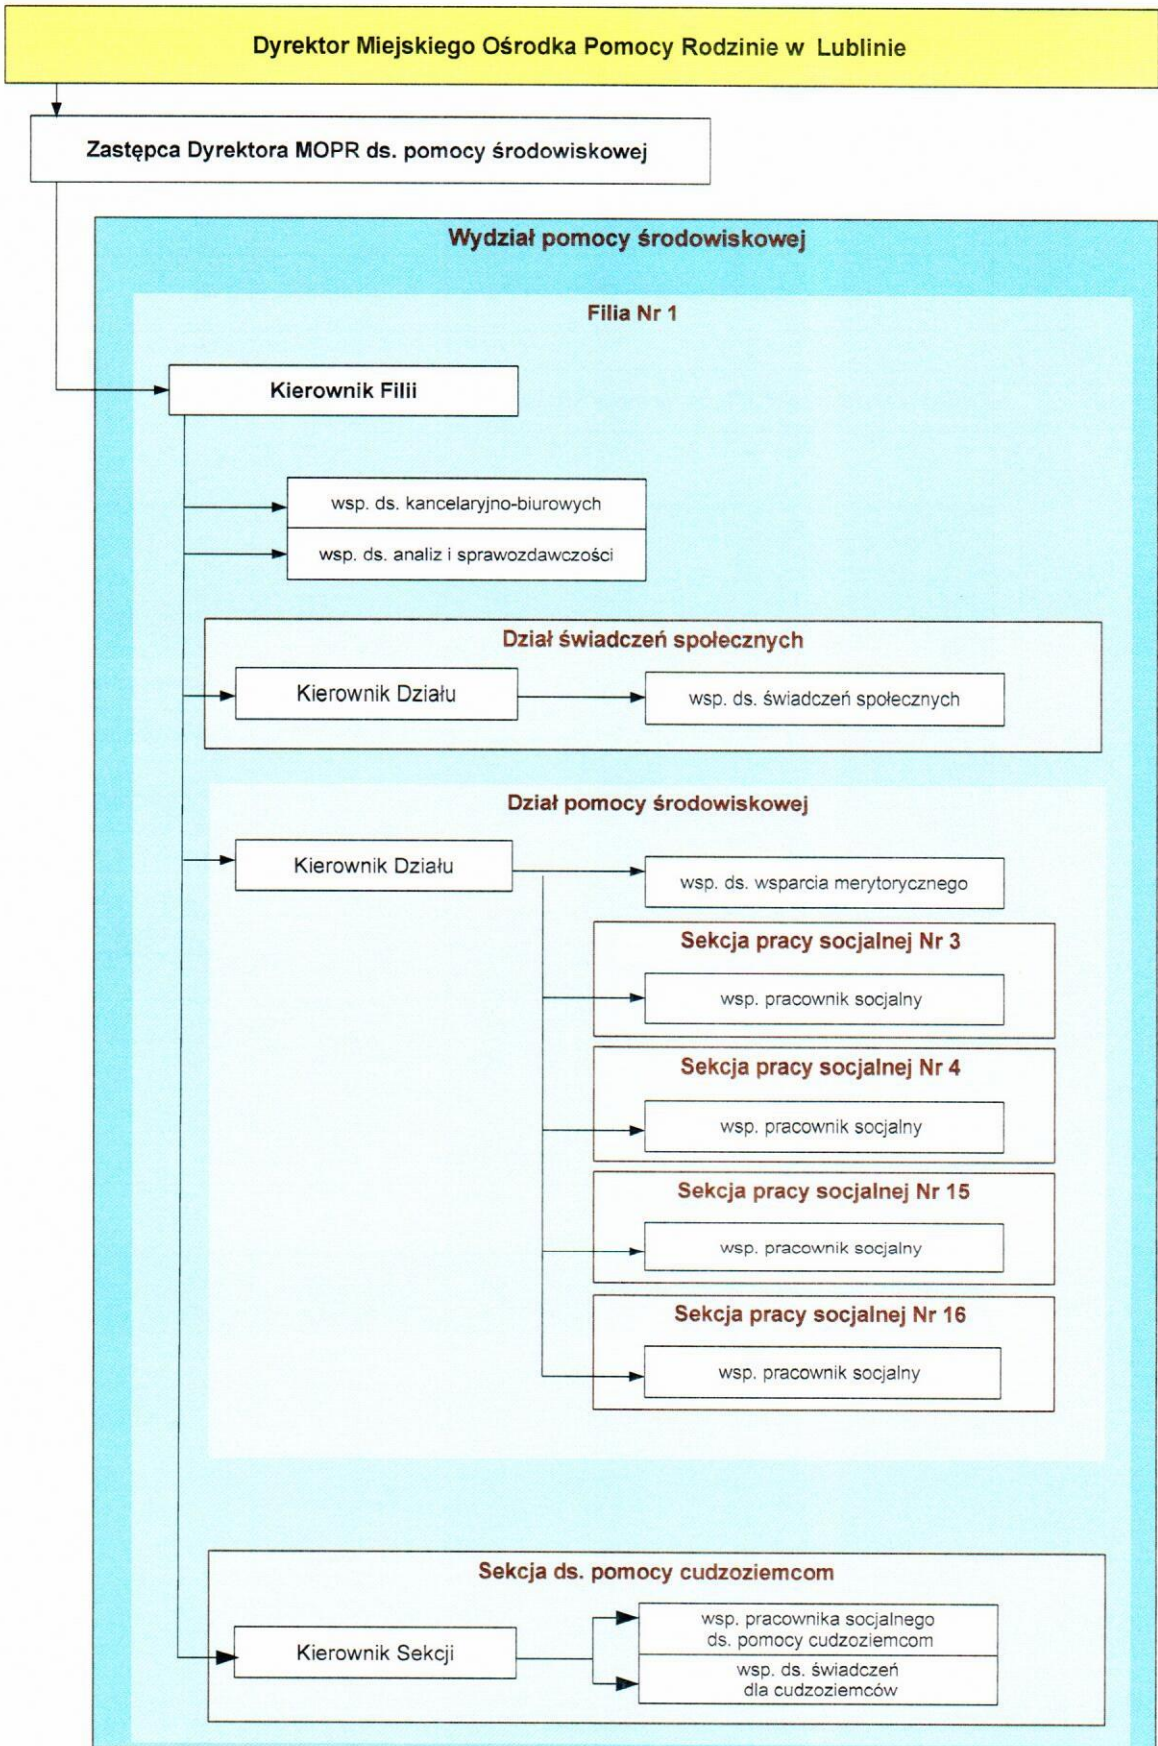 Dyrektor Miejskiego Ośrodka Pomocy Rodzinie w Lublinie
Zastępca Dyrektora MOPR ds. pomocy środowiskowej
Wydział pomocy środowiskowej
Filia Nr 1
Kierownik Filii
wsp. ds. kancelaryjno-biurowych
wsp. ds. analiz i sprawozdawczości
Dział świadczeń społecznych
Kierownik Działu
wsp. ds. świadczeń społecznych
Dział pomocy środowiskowej
Kierownik Działu
wsp. ds. wsparcia merytorycznego
Sekcja pracy socjalnej Nr 3
wsp. pracownik socjalny
Sekcja pracy socjalnej Nr 4
wsp. pracownik socjalny
Sekcja pracy socjalnej Nr 15
wsp. pracownik socjalny
Sekcja pracy socjalnej Nr 16
wsp. pracownik socjalny
Sekcja ds. pomocy cudzoziemcom
Kierownik Sekcji
wsp. pracownika socjalnego
ds. pomocy cudzoziemcom
wsp. ds. świadczeń
dla cudzoziemców